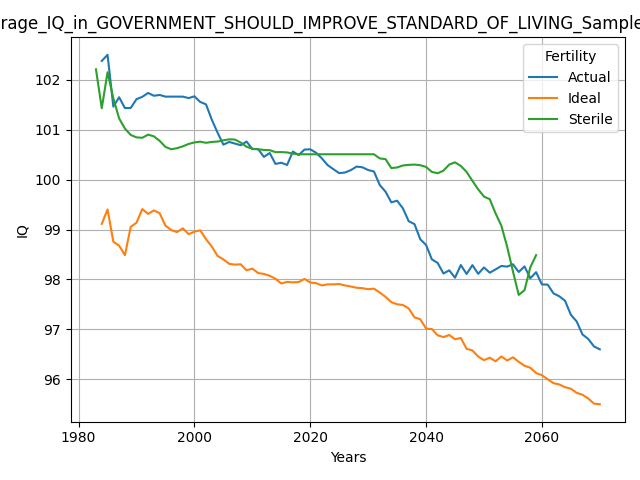 rage_IQ_in_GOVERNMENT_SHOULD_IMPROVE_STANDARD_OF_LIVING_Sample
Fertility
Actual
Ideal
Sterile
IQ
102
101
100
99
98
97
96
1980
2000
2020
2040
2060
Years